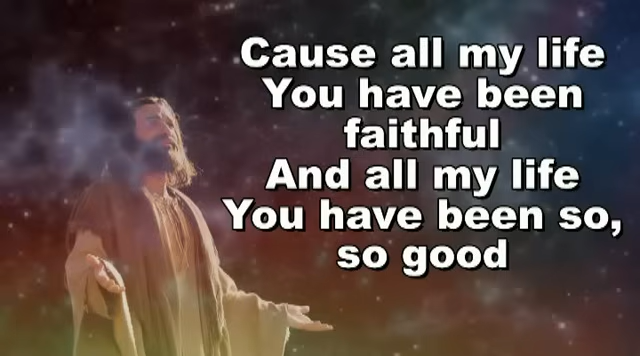 Cause all my life
You have been
faithful
And all my life
You have been so,
so good